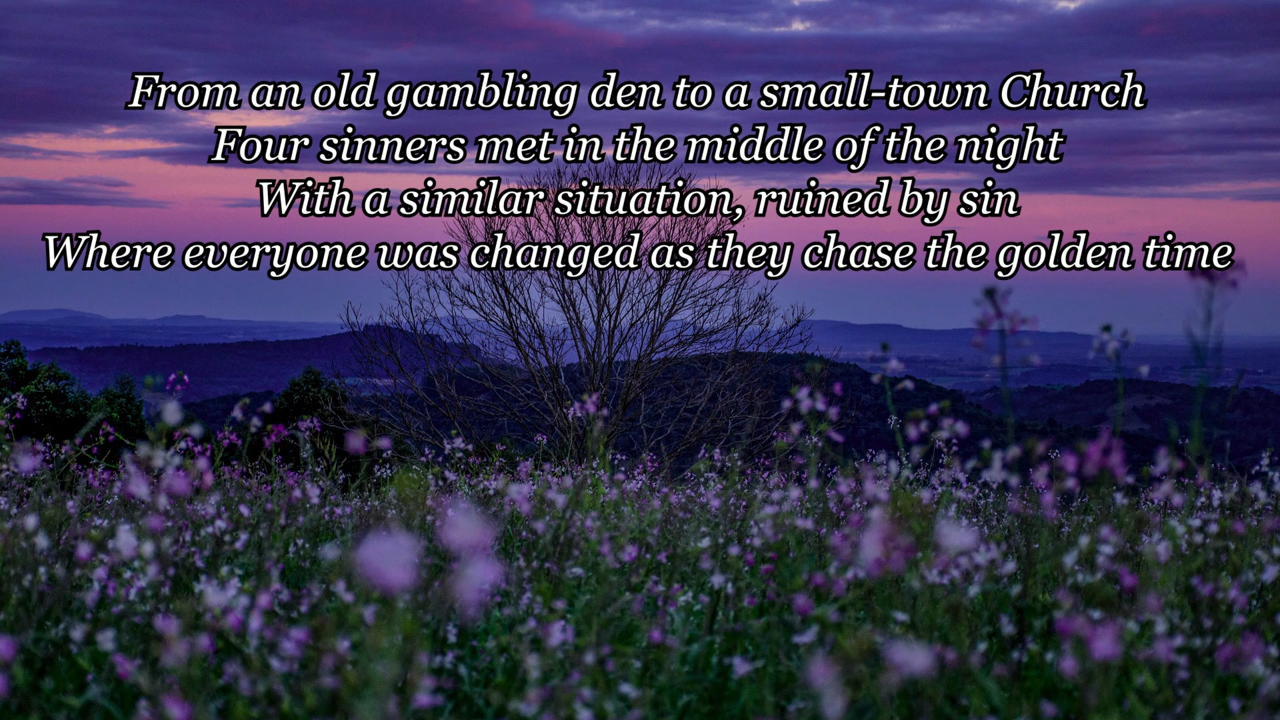 From an old gambling den to a small-town Church
Four sinners met in the middle of the night
With a similar situation, ruined by sin
Where everyone was changed as they chase the golden time